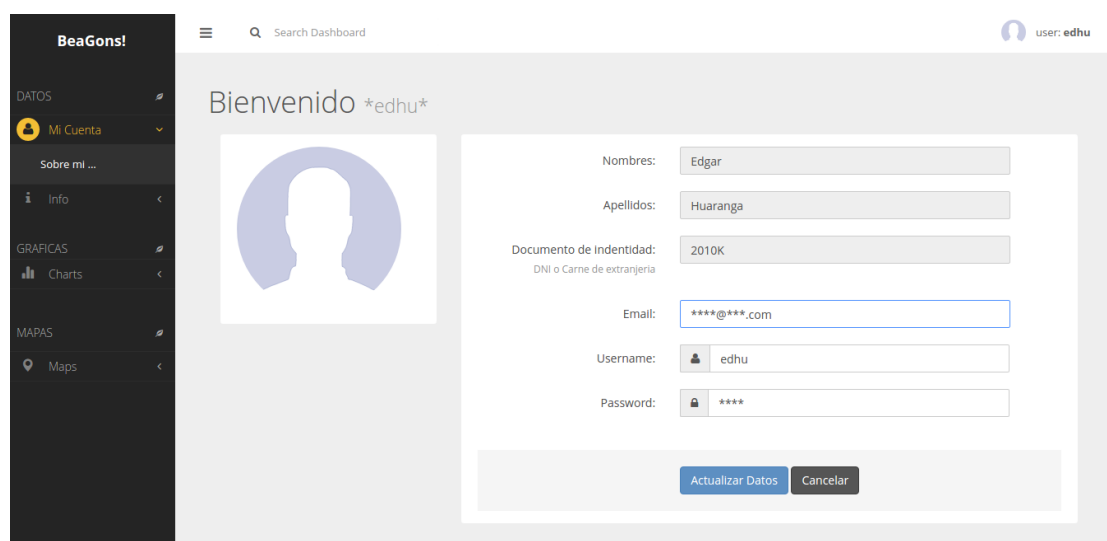 BeaGons!
Search Dashboard
user: edhu
DATOS
Mi Cuenta
Sobre mi ...
Info
GRAFICAS
Charts
MAPAS
Maps
Bienvenido *edhu*
Nombres: Edgar
Apellidos: Huaranga
Documento de indentidad: 2010K
DNI o Carne de extranjeria
Email: ****@***.com
Username: edhu
Password: ****
Actualizar Datos Cancelar